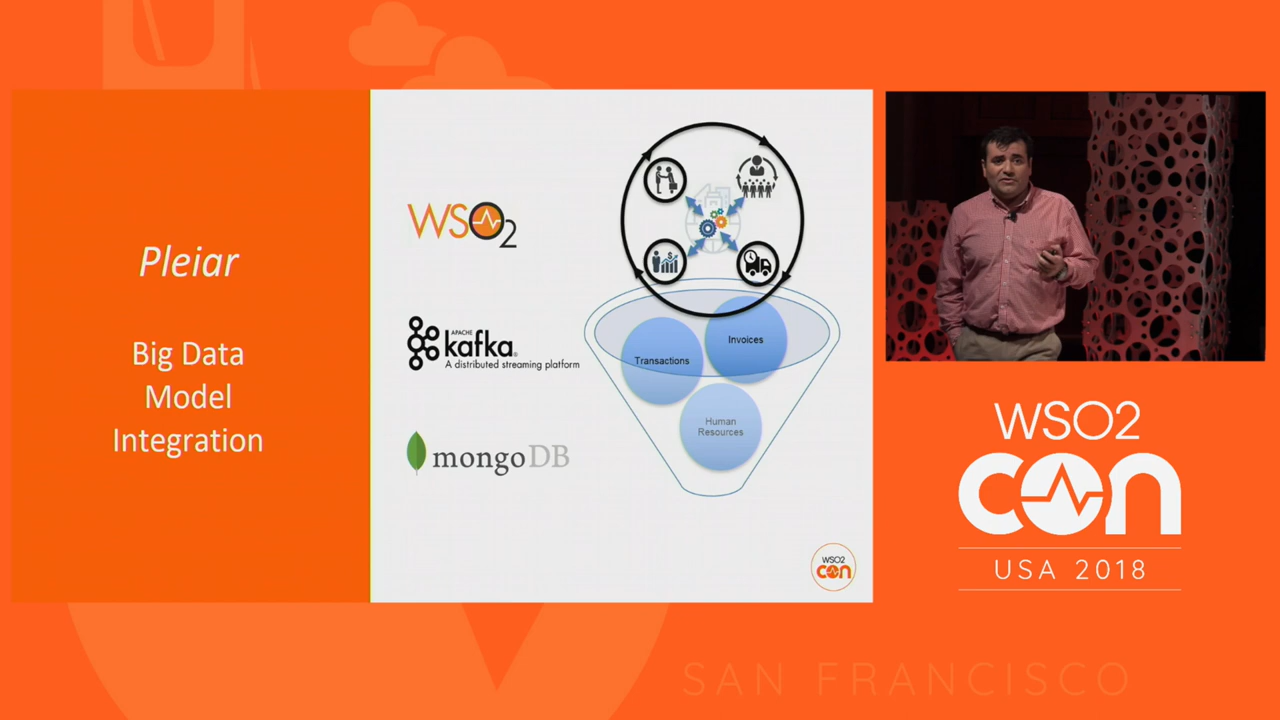 Pleiar
Big Data
Model
Integration
WSO2
APACHE
kafka®
A distributed streaming platform
mongoDB
Transactions
Invoices
Human
Resources
WSO2
CON
WSO2
CON
USA 2018
SAN FRANCISCO